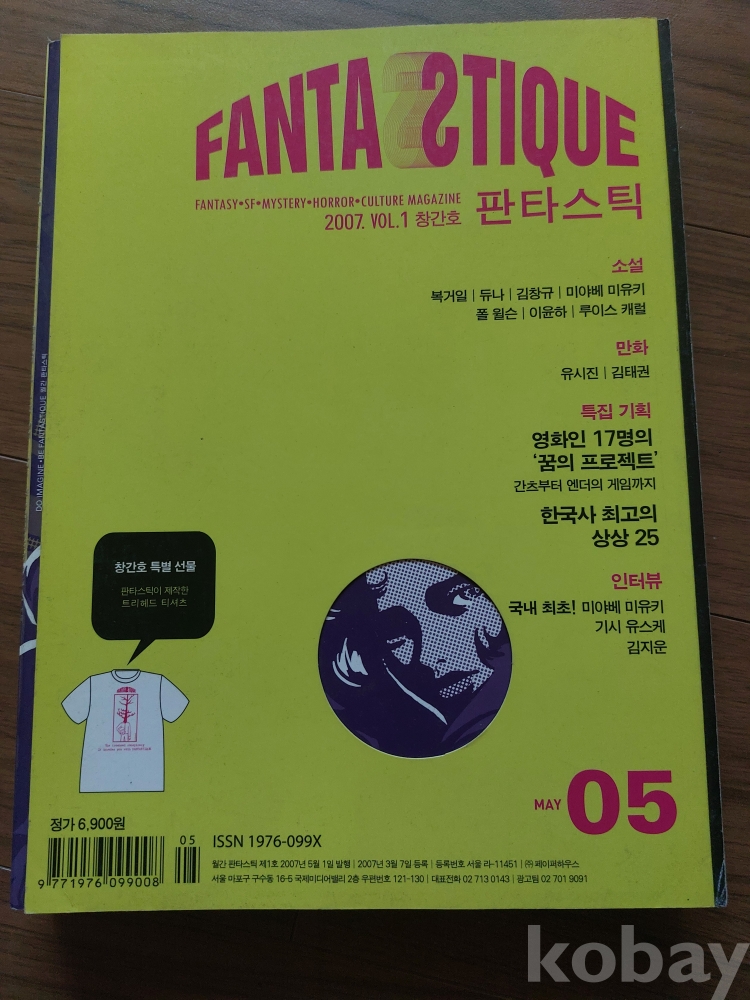 FANTASTIQUE
FANTASY•SF•MYSTERY•HORROR•CULTURE MAGAZINE
2007. VOL.1 창간호
판타스틱
소설
복거일 | 듀나 | 김창규 | 미야베 미유키
폴 윌슨 | 이윤하 | 루이스 캐럴
만화
유시진 | 김태권
특집 기획
영화인 17명의
‘꿈의 프로젝트’
간츠부터 엔더의 게임까지
한국사 최고의
상상 25
인터뷰
국내 최초! 미야베 미유키
기시 유스케
김지운
DO IMAGINE•BE FANTASTIQUE 월간 판타스틱
창간호 특별 선물
판타스틱이 제작한
트리헤드 티셔츠
MAY 05
정가 6,900원
05
ISSN 1976-099X
9 771976 099008
월간 판타스틱 제1호 2007년 5월 1일 발행 | 2007년 3월 7일 등록 | 등록번호 서울 라-11451 | ㈜ 페이퍼하우스
서울 마포구 구수동 16-5 국제미디어밸리 2층 우편번호 121-130 | 대표전화 02 713 0143 | 광고팀 02 701 9091
kobay